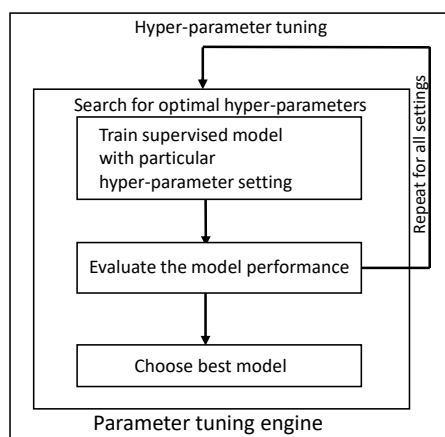 Hyper-parameter tuning
Search for optimal hyper-parameters
Train supervised model
with particular
hyper-parameter setting
Repeat for all settings
Evaluate the model performance
Choose best model
Parameter tuning engine